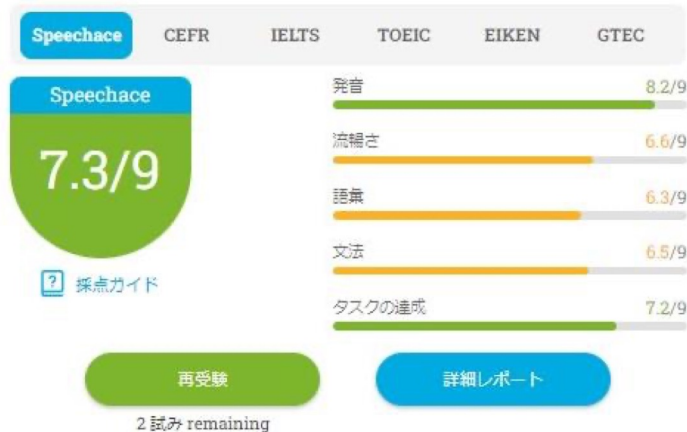 Speechace CEFR IELTS TOEIC EIKEN GTEC
Speechace
7.3/9
採点ガイド
発音 8.2/9
流暢さ 6.6/9
語彙 6.3/9
文法 6.5/9
タスクの達成 7.2/9
再受験
詳細レポート
2 試み remaining